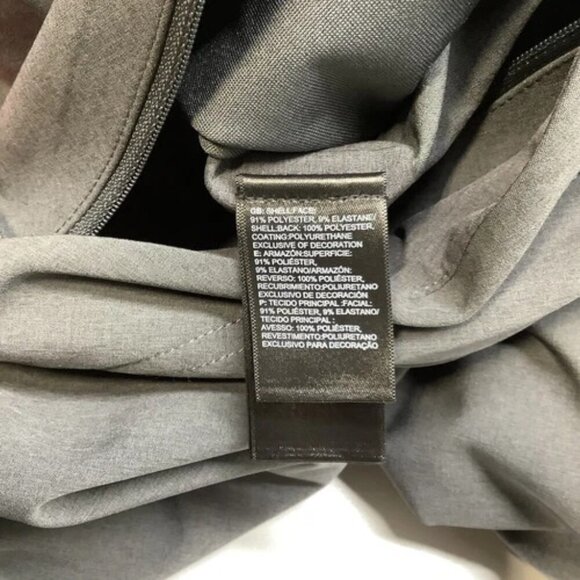 GB: SHELL:FACE:
91% POLYESTER, 9% ELASTANE/
SHELL:BACK: 100% POLYESTER,
COATING:POLYURETHANE
EXCLUSIVE OF DECORATION
E: ARMAZÓN:SUPERFICIE:
91% POLIÉSTER,
9% ELASTANO/ARMAZÓN:
REVERSO: 100% POLIÉSTER,
RECUBRIMIENTO:POLIURETANO
EXCLUSIVO DE DECORACIÓN
P: TECIDO PRINCIPAL :FACIAL:
91% POLIÉSTER, 9% ELASTANO/
TECIDO PRINCIPAL :
AVESSO: 100% POLIÉSTER,
REVESTIMENTO:POLIURETANO
EXCLUSIVO PARA DECORAÇÃO